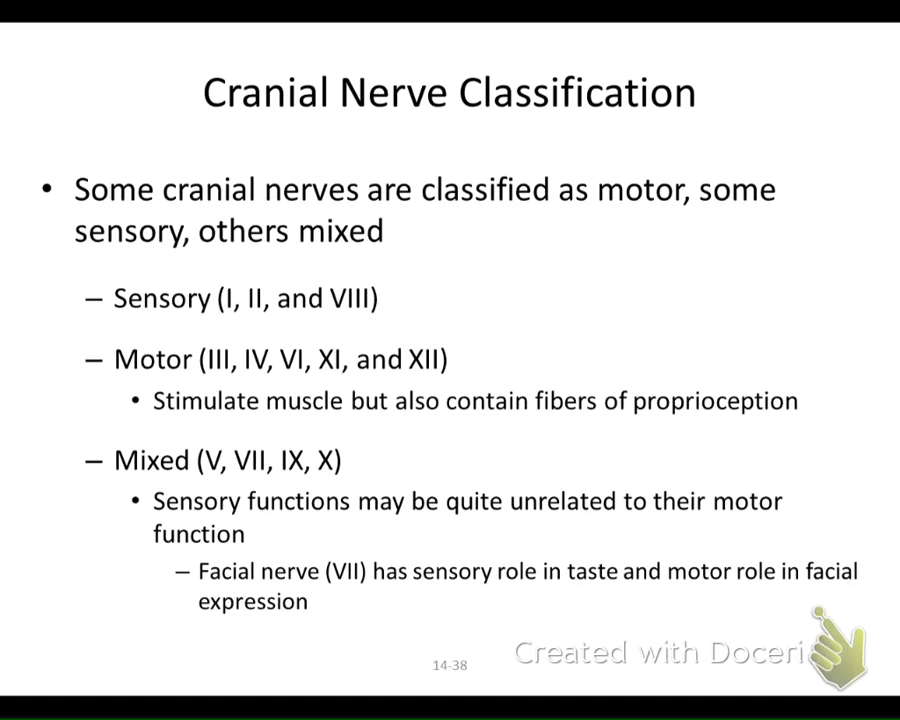 Cranial Nerve Classification
• Some cranial nerves are classified as motor, some
sensory, others mixed
– Sensory (I, II, and VIII)
– Motor (III, IV, VI, XI, and XII)
• Stimulate muscle but also contain fibers of proprioception
– Mixed (V, VII, IX, X)
• Sensory functions may be quite unrelated to their motor
function
– Facial nerve (VII) has sensory role in taste and motor role in facial
expression
14-38
Created with Doceri